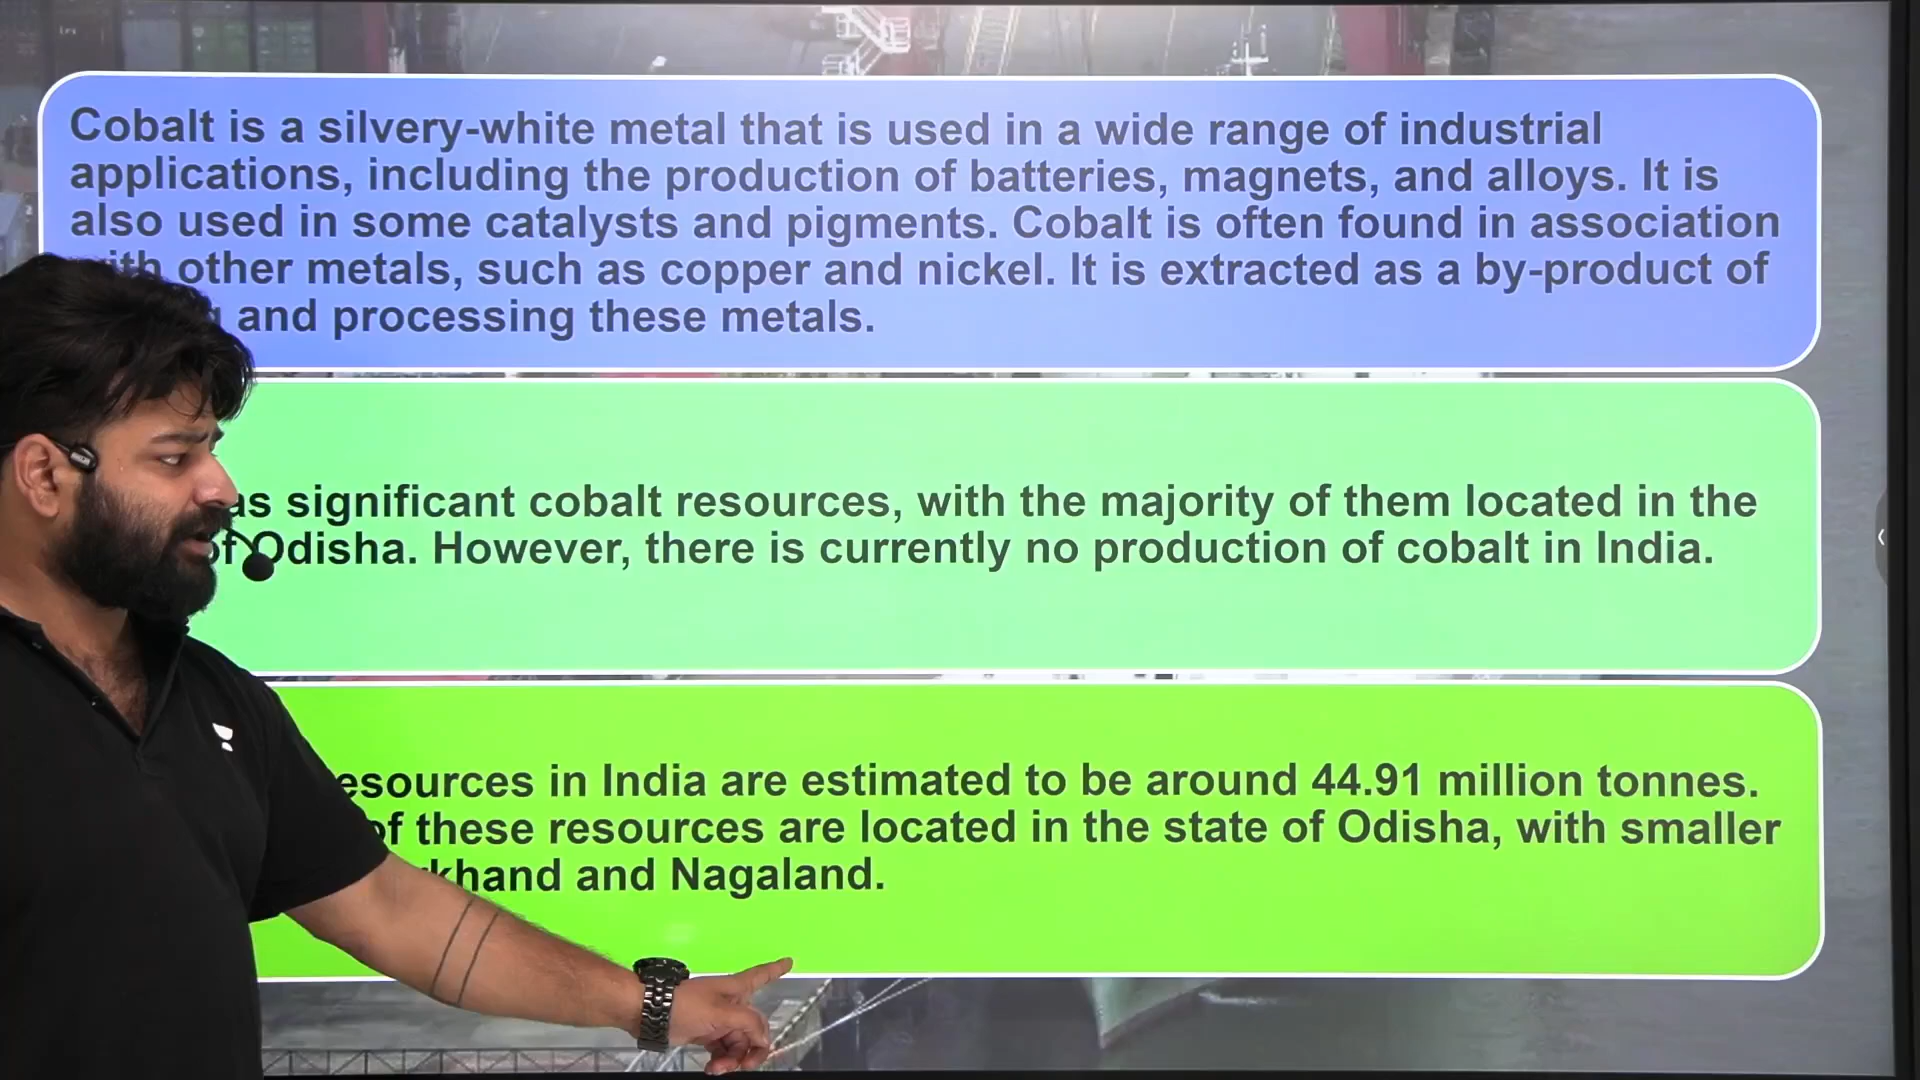 Cobalt is a silvery-white metal that is used in a wide range of industrial
applications, including the production of batteries, magnets, and alloys. It is
also used in some catalysts and pigments. Cobalt is often found in association
with other metals, such as copper and nickel. It is extracted as a by-product of
and processing these metals.
as significant cobalt resources, with the majority of them located in the
of Odisha. However, there is currently no production of cobalt in India.
esources in India are estimated to be around 44.91 million tonnes.
of these resources are located in the state of Odisha, with smaller
khand and Nagaland.